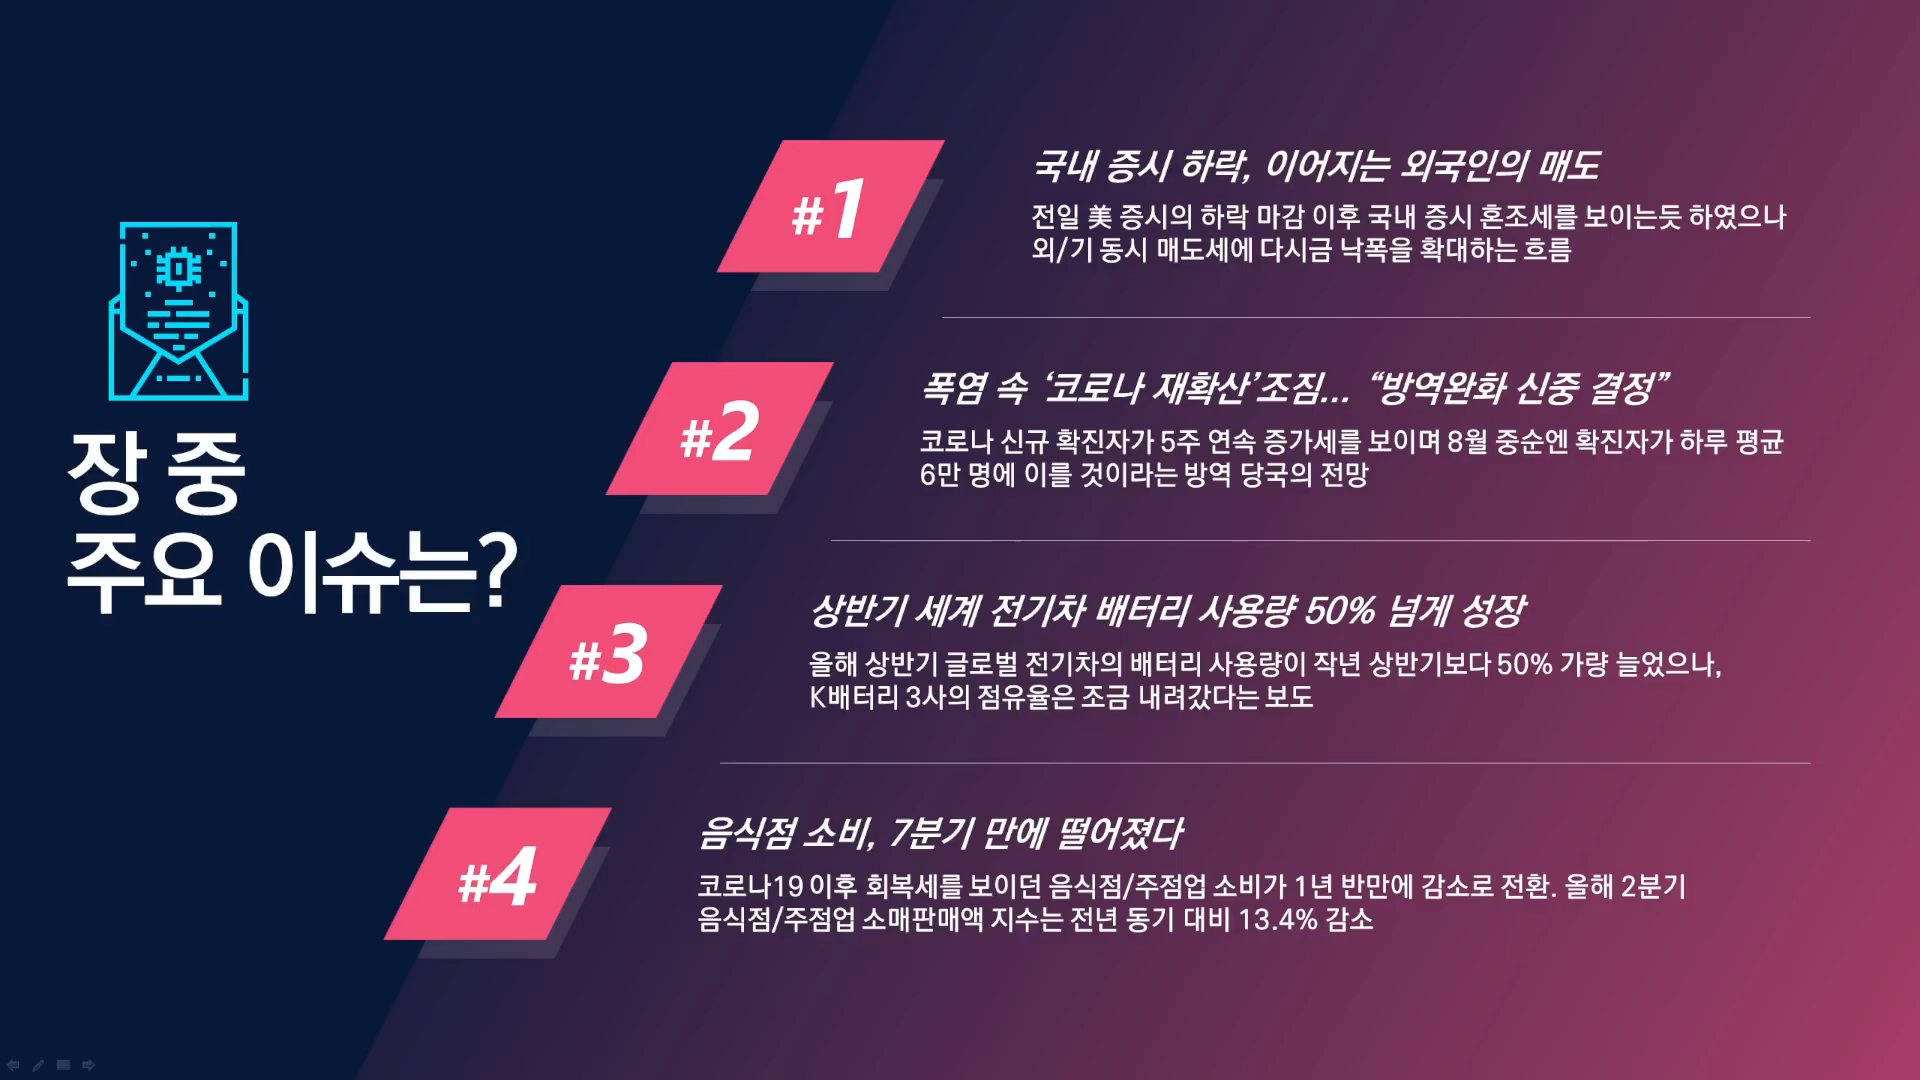 장 중
주요 이슈는?
#1
국내 증시 하락, 이어지는 외국인의 매도
전일 美 증시의 하락 마감 이후 국내 증시 혼조세를 보이는듯 하였으나
외/기 동시 매도세에 다시금 낙폭을 확대하는 흐름
#2
폭염 속 ‘코로나 재확산’조짐... “방역완화 신중 결정”
코로나 신규 확진자가 5주 연속 증가세를 보이며 8월 중순엔 확진자가 하루 평균
6만 명에 이를 것이라는 방역 당국의 전망
#3
상반기 세계 전기차 배터리 사용량 50% 넘게 성장
올해 상반기 글로벌 전기차의 배터리 사용량이 작년 상반기보다 50% 가량 늘었으나,
K배터리 3사의 점유율은 조금 내려갔다는 보도
#4
음식점 소비, 7분기 만에 떨어졌다
코로나19 이후 회복세를 보이던 음식점/주점업 소비가 1년 반만에 감소로 전환. 올해 2분기
음식점/주점업 소매판매액 지수는 전년 동기 대비 13.4% 감소